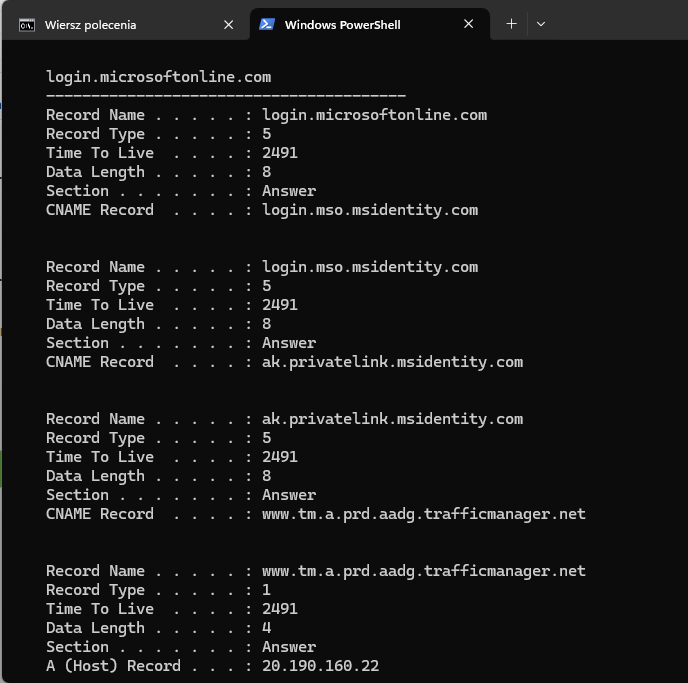 Wiersz polecenia
Windows PowerShell
login.microsoftonline.com
----------------------------------------
Record Name . . . . . : login.microsoftonline.com
Record Type . . . . . : 5
Time To Live  . . . . : 2491
Data Length . . . . . : 8
Section . . . . . . . : Answer
CNAME Record  . . . . : login.mso.msidentity.com
Record Name . . . . . : login.mso.msidentity.com
Record Type . . . . . : 5
Time To Live  . . . . : 2491
Data Length . . . . . : 8
Section . . . . . . . : Answer
CNAME Record  . . . . : ak.privatelink.msidentity.com
Record Name . . . . . : ak.privatelink.msidentity.com
Record Type . . . . . : 5
Time To Live  . . . . : 2491
Data Length . . . . . : 8
Section . . . . . . . : Answer
CNAME Record  . . . . : www.tm.a.prd.aadg.trafficmanager.net
Record Name . . . . . : www.tm.a.prd.aadg.trafficmanager.net
Record Type . . . . . : 1
Time To Live  . . . . : 2491
Data Length . . . . . : 4
Section . . . . . . . : Answer
A (Host) Record . . . : 20.190.160.22